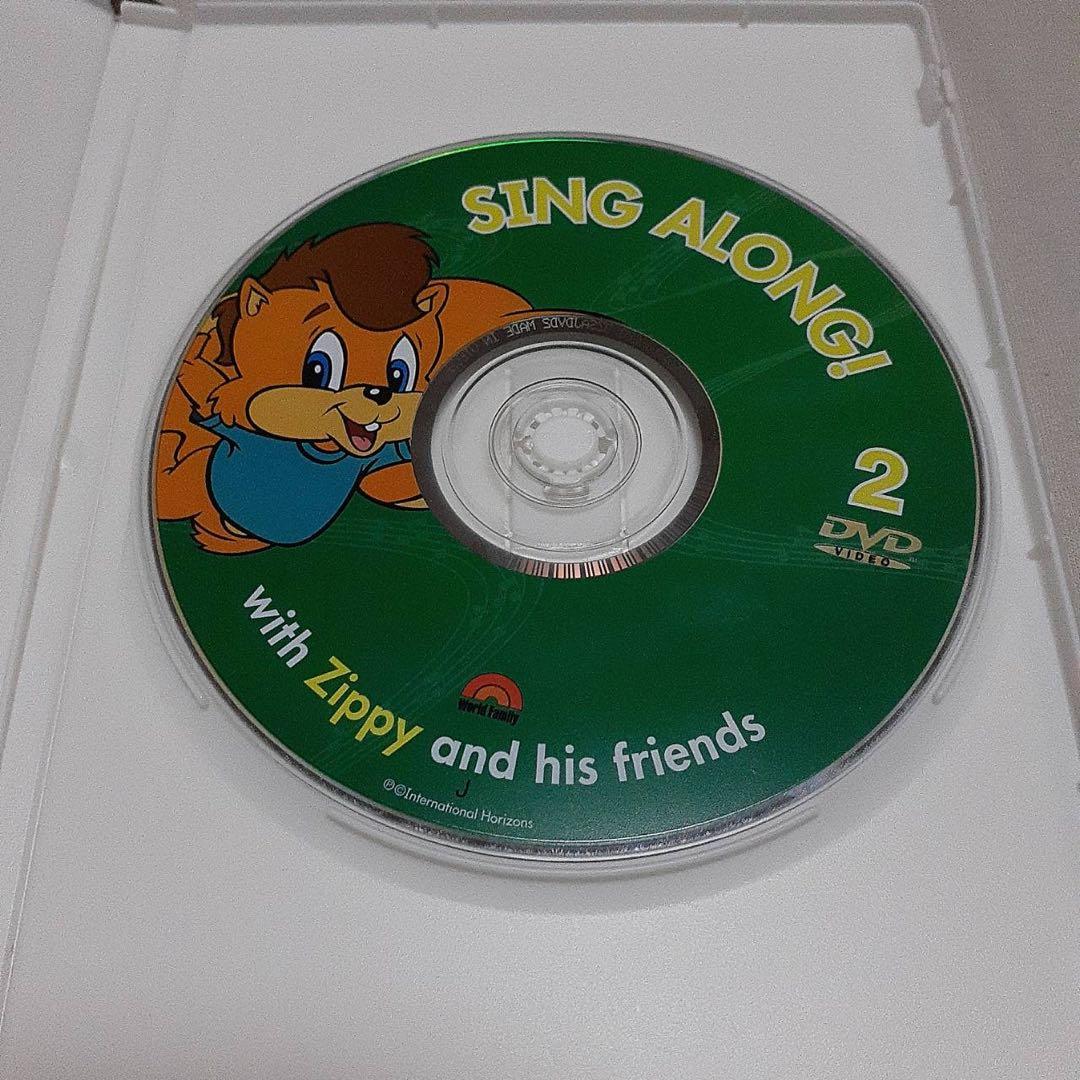 SING ALONG!
2
DVD
VIDEO
with Zippy and his friends
World Family
J
℗©International Horizons